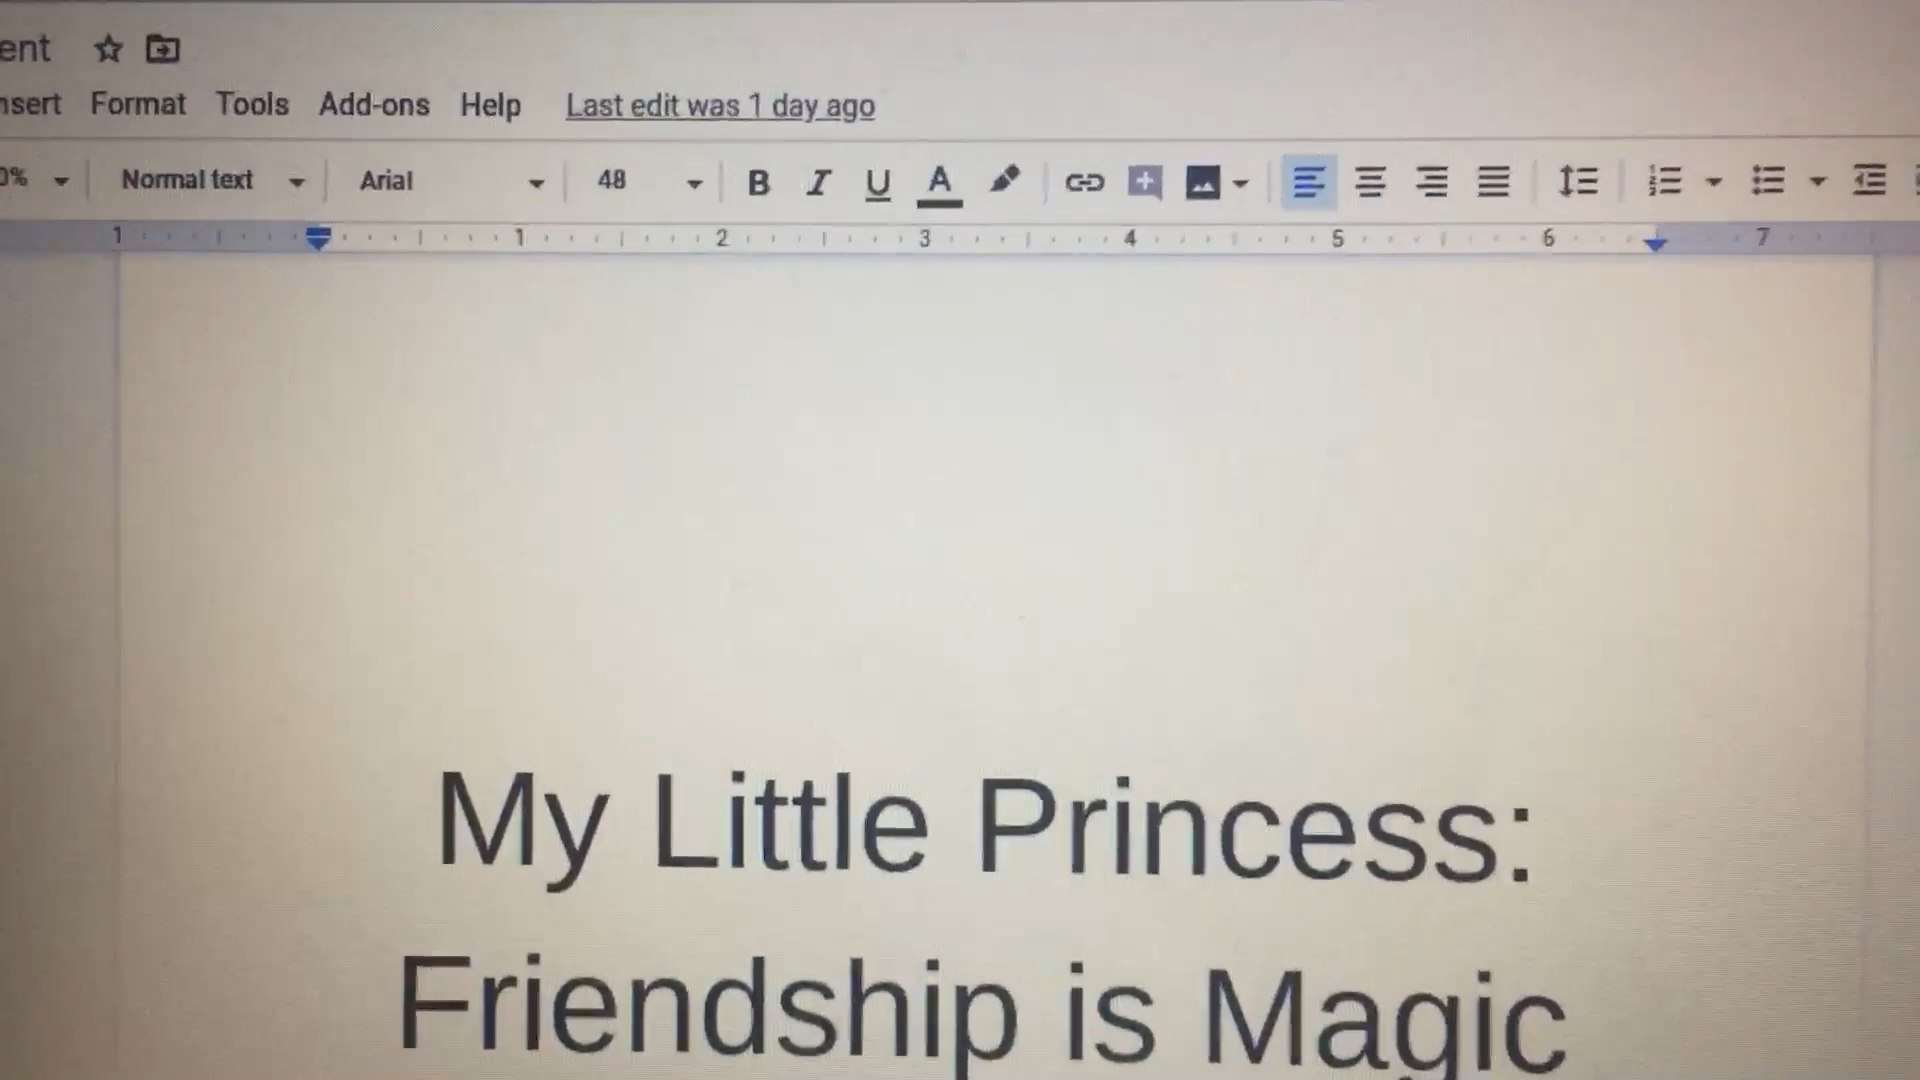 ent
nsert Format Tools Add-ons Help Last edit was 1 day ago
0% Normal text Arial 48 B I U A
1 1 2 3 4 5 6 7
My Little Princess:
Friendship is Magic